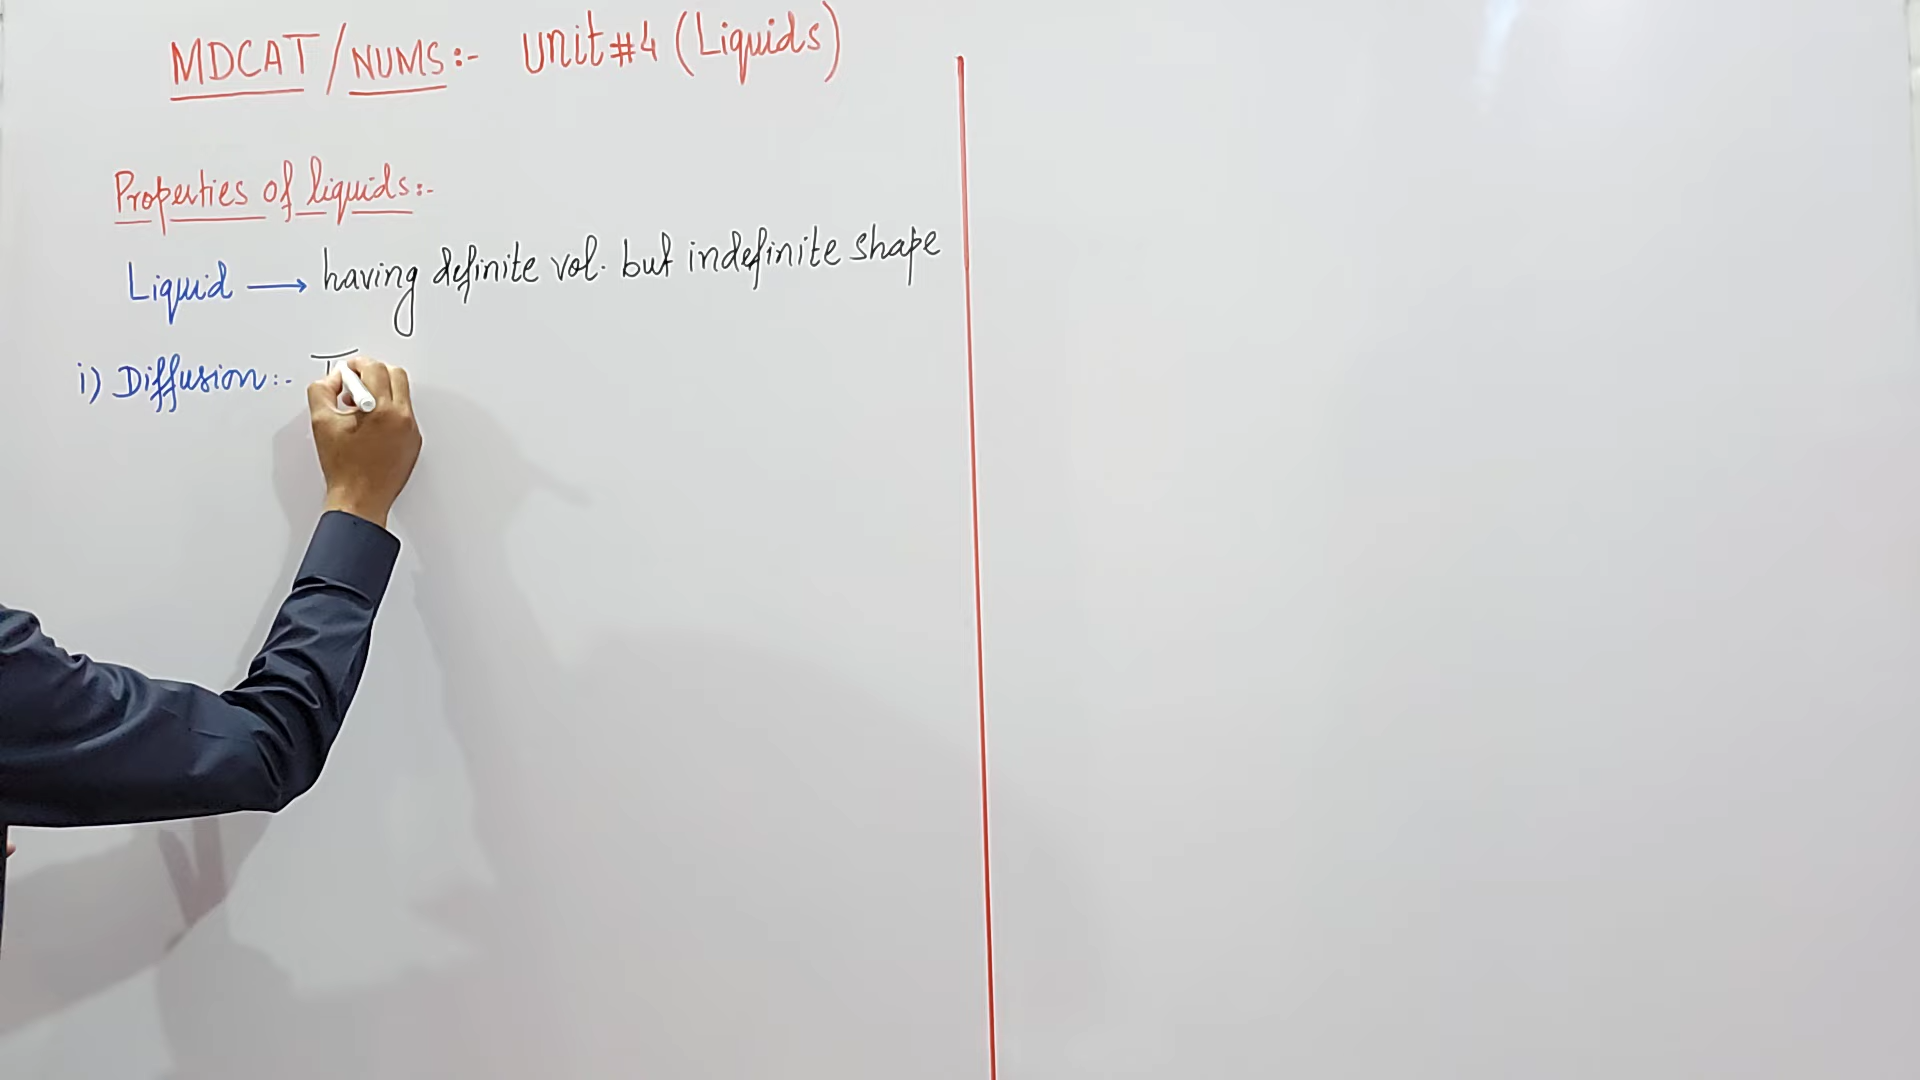 MDCAT/NUMS:- Unit#4 (Liquids)
Properties of liquids:-
Liquid → having definite vol. but indefinite shape
i) Diffusion:- T